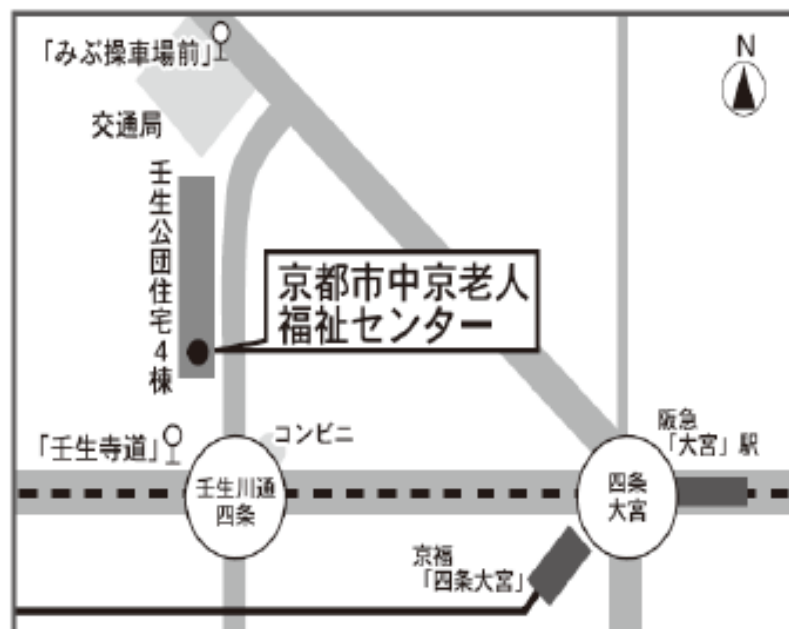 「みぶ操車場前」
N
交通局
壬生公団住宅4棟
京都市中京老人
福祉センター
「壬生寺道」
コンビニ
阪急
「大宮」駅
壬生川通
四条
四条
大宮
京福
「四条大宮」